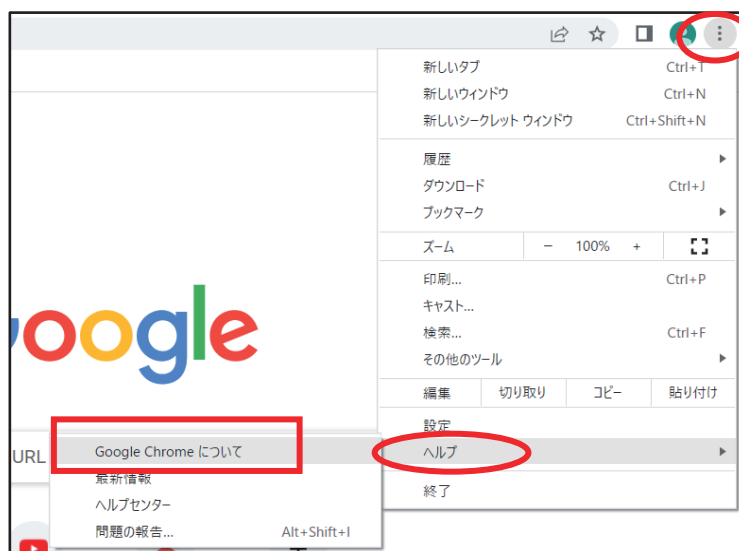 新しいタブ Ctrl+T
新しいウィンドウ Ctrl+N
新しいシークレット ウィンドウ Ctrl+Shift+N
履歴
ダウンロード Ctrl+J
ブックマーク
ズーム − 100% +
印刷... Ctrl+P
キャスト...
検索... Ctrl+F
その他のツール
編集 切り取り コピー 貼り付け
設定
ヘルプ
終了
oogle
URL
Google Chrome について
最新情報
ヘルプセンター
問題の報告... Alt+Shift+I